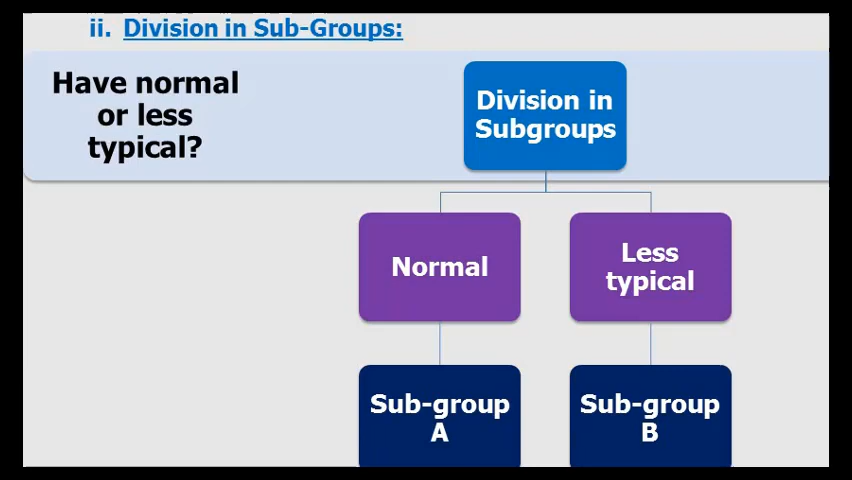 ii. Division in Sub-Groups:
Have normal
or less
typical?
Division in
Subgroups
Normal
Less
typical
Sub-group
A
Sub-group
B